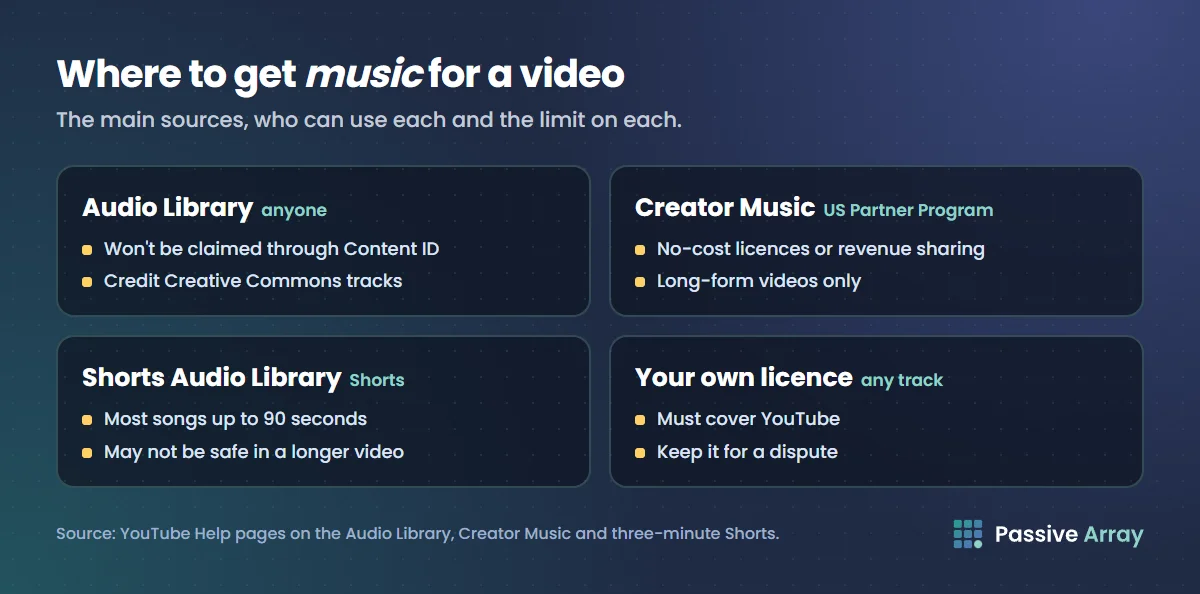 Where to get music for a video
The main sources, who can use each and the limit on each.
Audio Library anyone
Won't be claimed through Content ID
Credit Creative Commons tracks
Creator Music US Partner Program
No-cost licences or revenue sharing
Long-form videos only
Shorts Audio Library Shorts
Most songs up to 90 seconds
May not be safe in a longer video
Your own licence any track
Must cover YouTube
Keep it for a dispute
Source: YouTube Help pages on the Audio Library, Creator Music and three-minute Shorts.
Passive Array